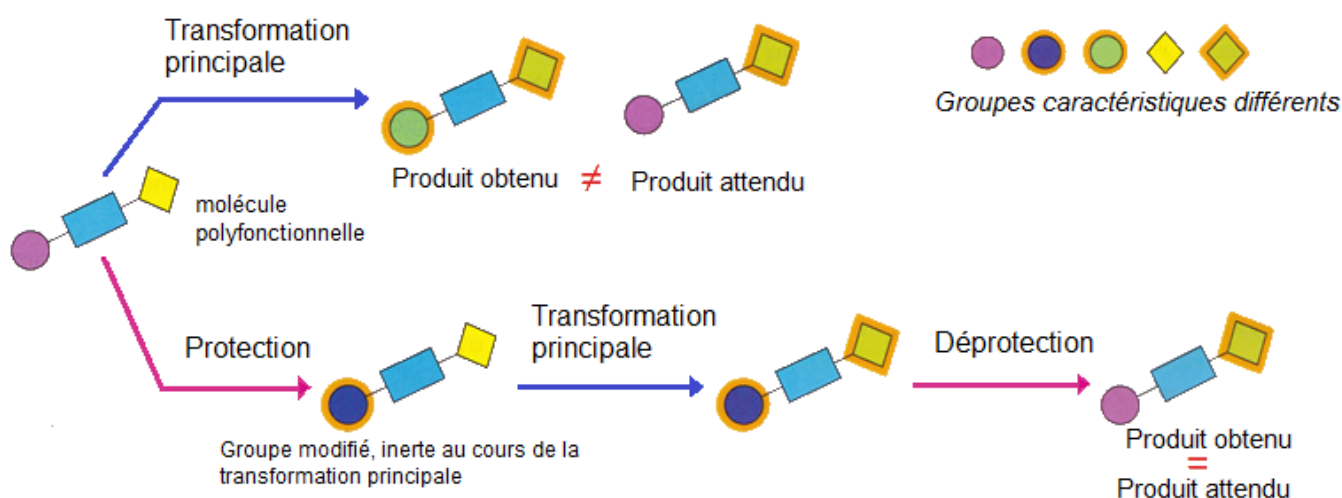 Transformation
principale
Groupes caractéristiques différents
Produit obtenu ≠ Produit attendu
molécule
polyfonctionnelle
Protection
Transformation
principale
Déprotection
Groupe modifié, inerte au cours de la
transformation principale
Produit obtenu
=
Produit attendu